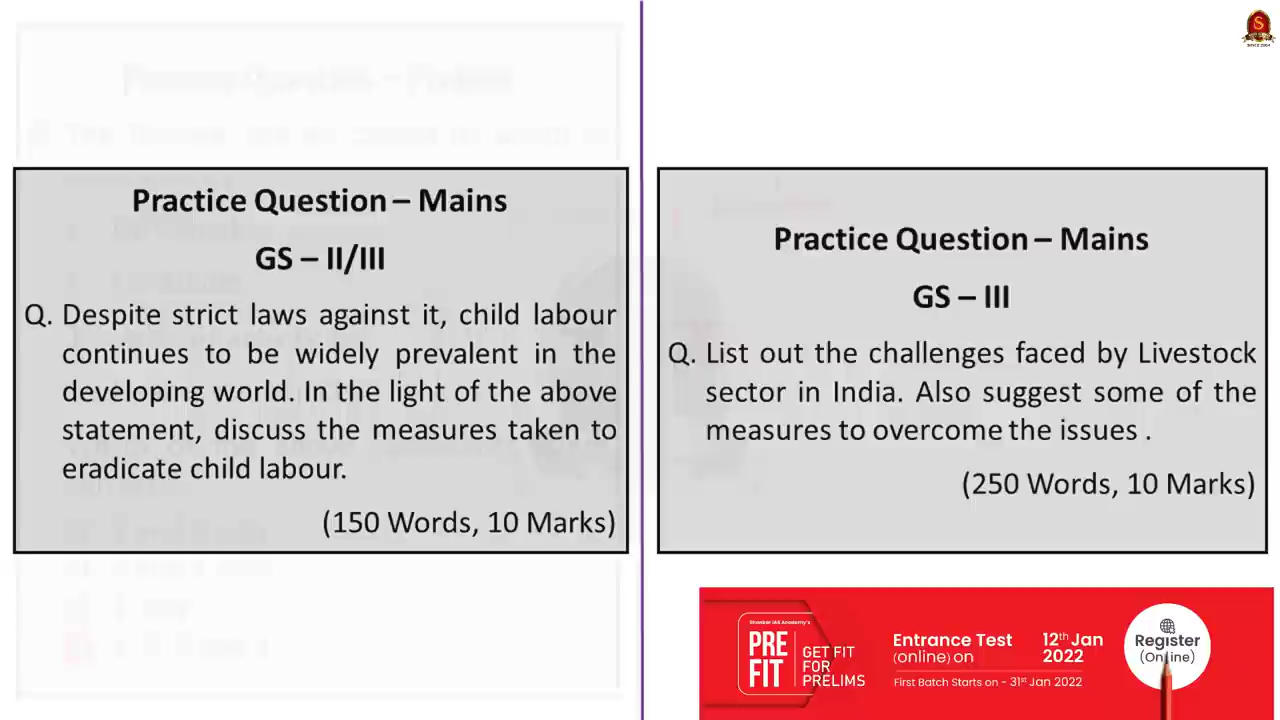 Practice Question – Mains
GS – II/III
Q. Despite strict laws against it, child labour
continues to be widely prevalent in the
developing world. In the light of the above
statement, discuss the measures taken to
eradicate child labour.
(150 Words, 10 Marks)
Practice Question – Mains
GS – III
Q. List out the challenges faced by Livestock
sector in India. Also suggest some of the
measures to overcome the issues .
(250 Words, 10 Marks)
Shankar IAS Academy's
PRE
FIT
GET FIT
FOR
PRELIMS
Entrance Test
(online) on
12th Jan
2022
First Batch Starts on - 31st Jan 2022
Register
(Online)